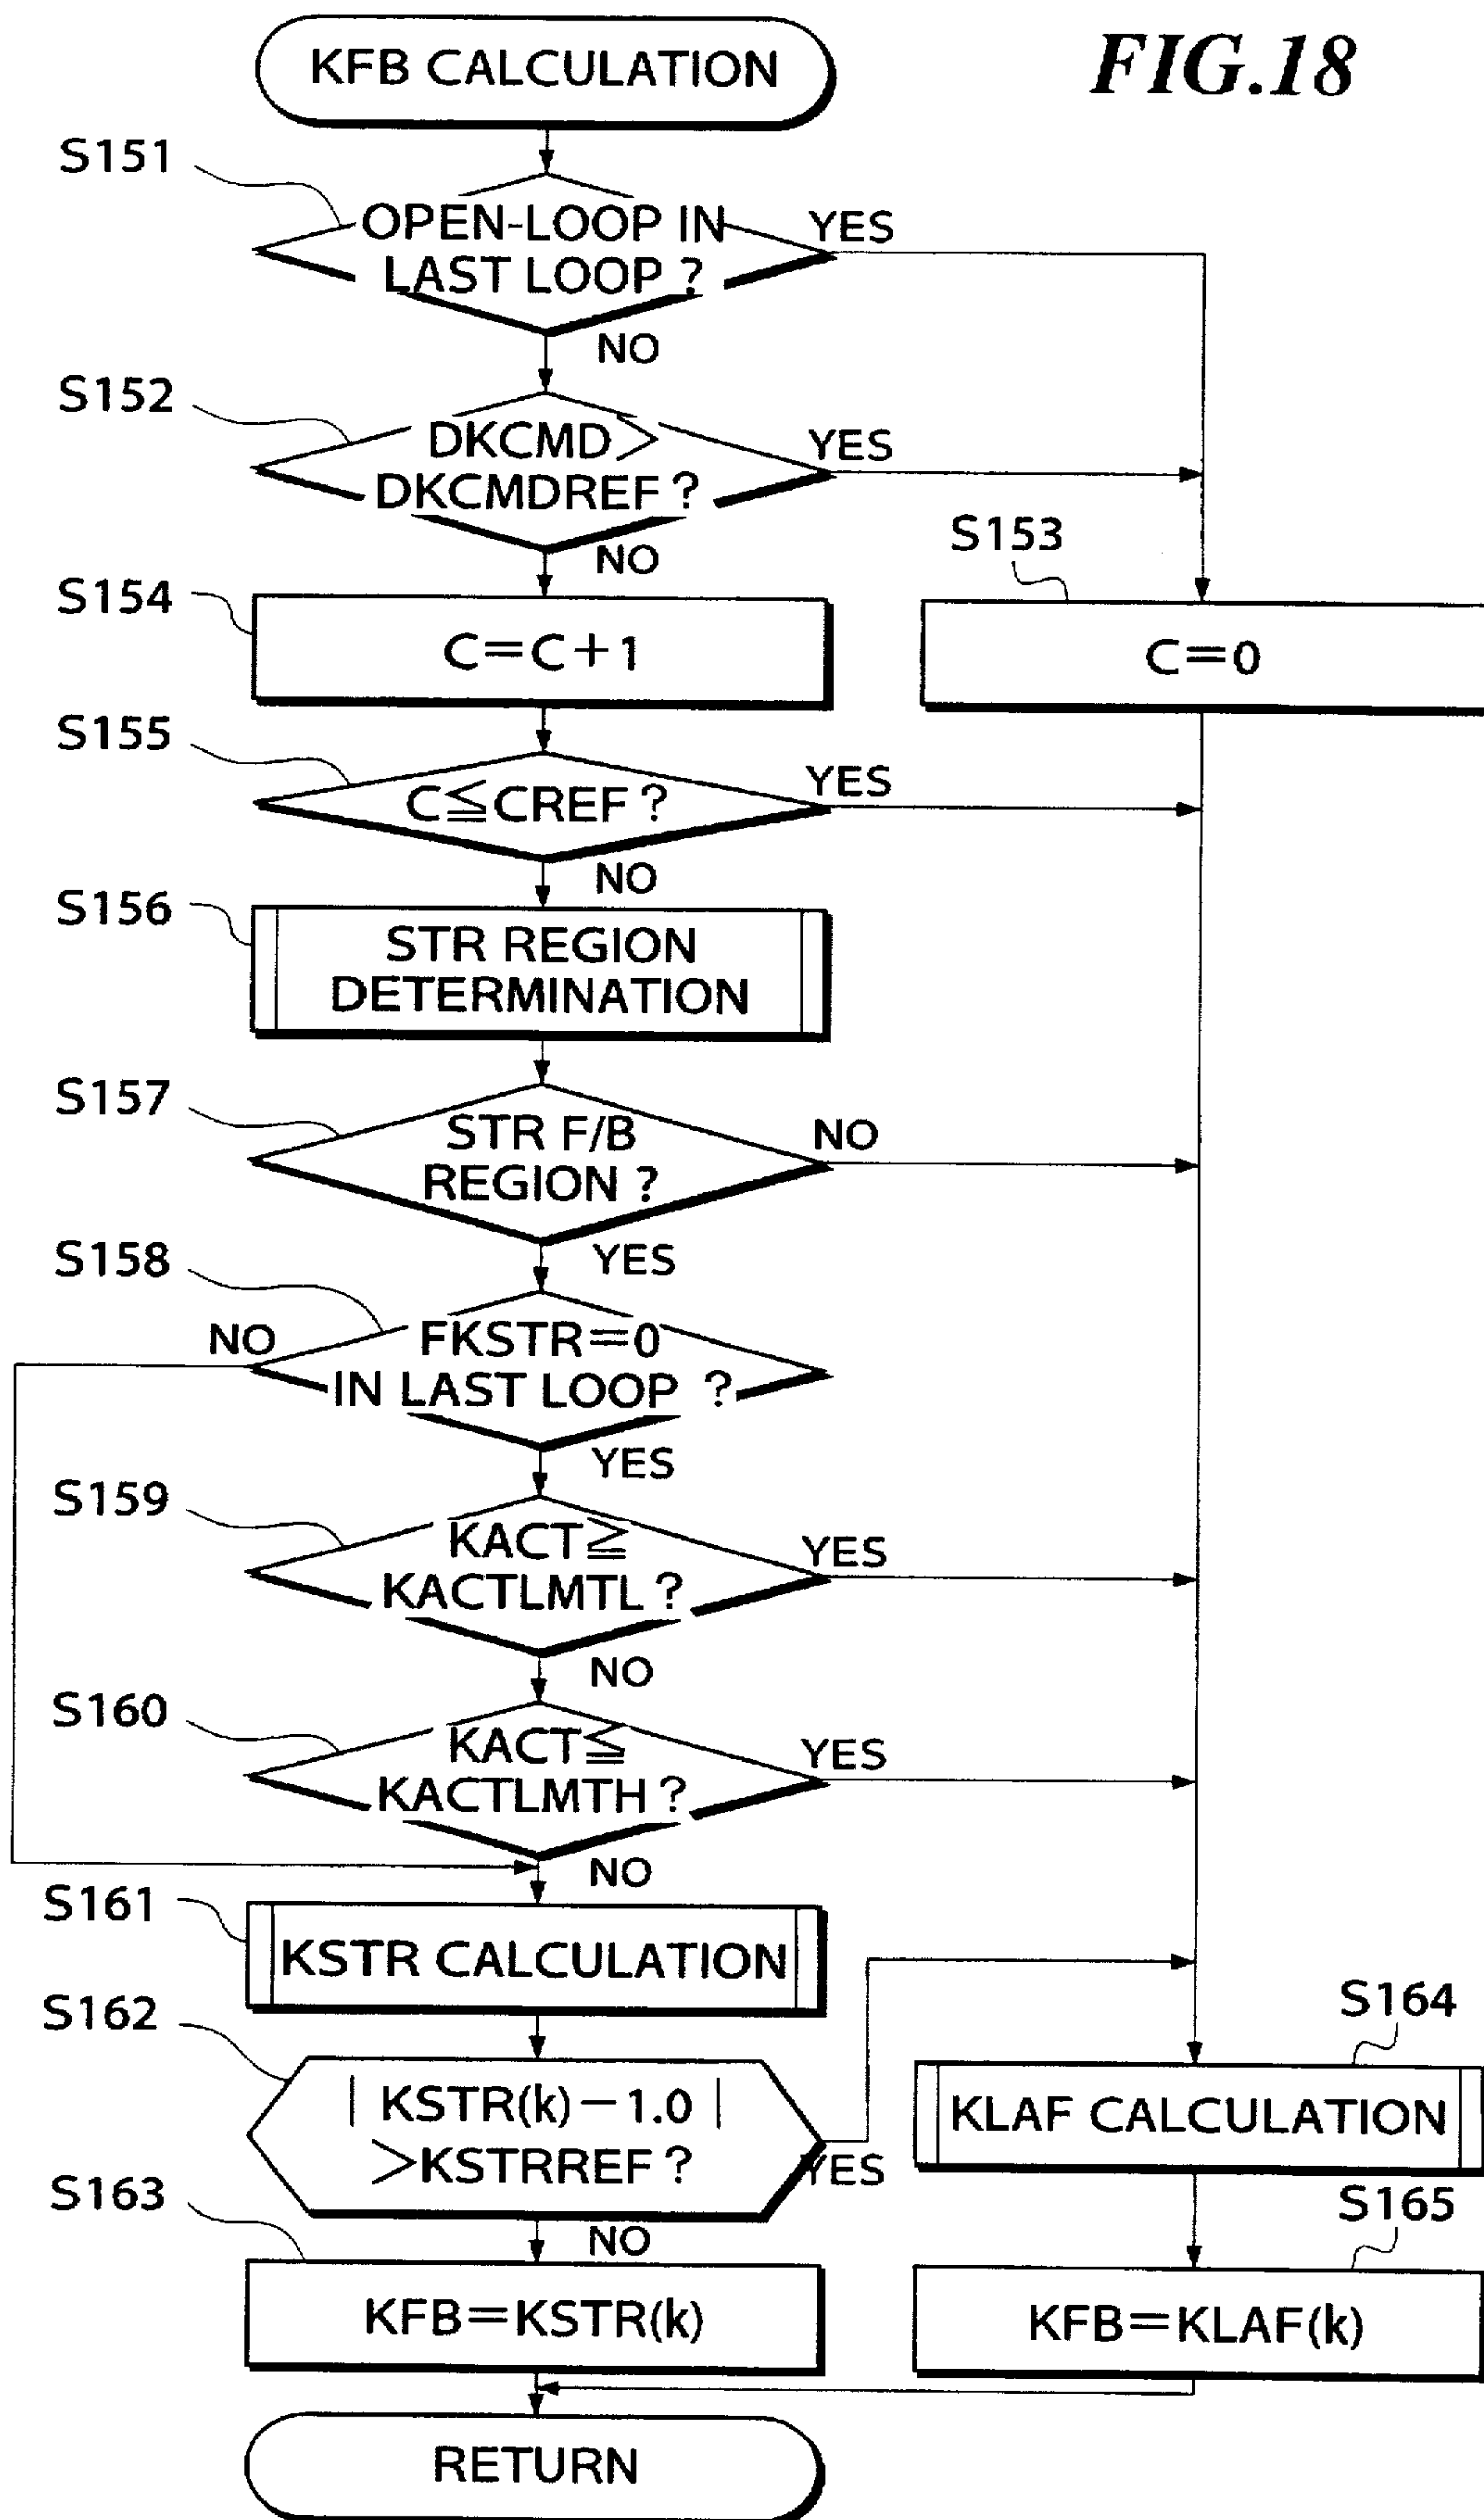 KFB CALCULATION
FIG.18
S151
OPEN-LOOP IN
LAST LOOP ?
YES
NO
S152
DKCMD>
DKCMDREF ?
YES
NO
S153
C=0
S154
C=C+1
S155
C≦CREF ?
YES
NO
S156
STR REGION
DETERMINATION
S157
STR F/B
REGION ?
NO
YES
S158
NO
FKSTR=0
IN LAST LOOP ?
YES
S159
KACT≧
KACTLMTL ?
YES
NO
S160
KACT≦
KACTLMTH ?
YES
NO
S161
KSTR CALCULATION
S162
| KSTR(k)-1.0 |
>KSTRREF ?
YES
NO
S163
KFB=KSTR(k)
S164
KLAF CALCULATION
S165
KFB=KLAF(k)
RETURN